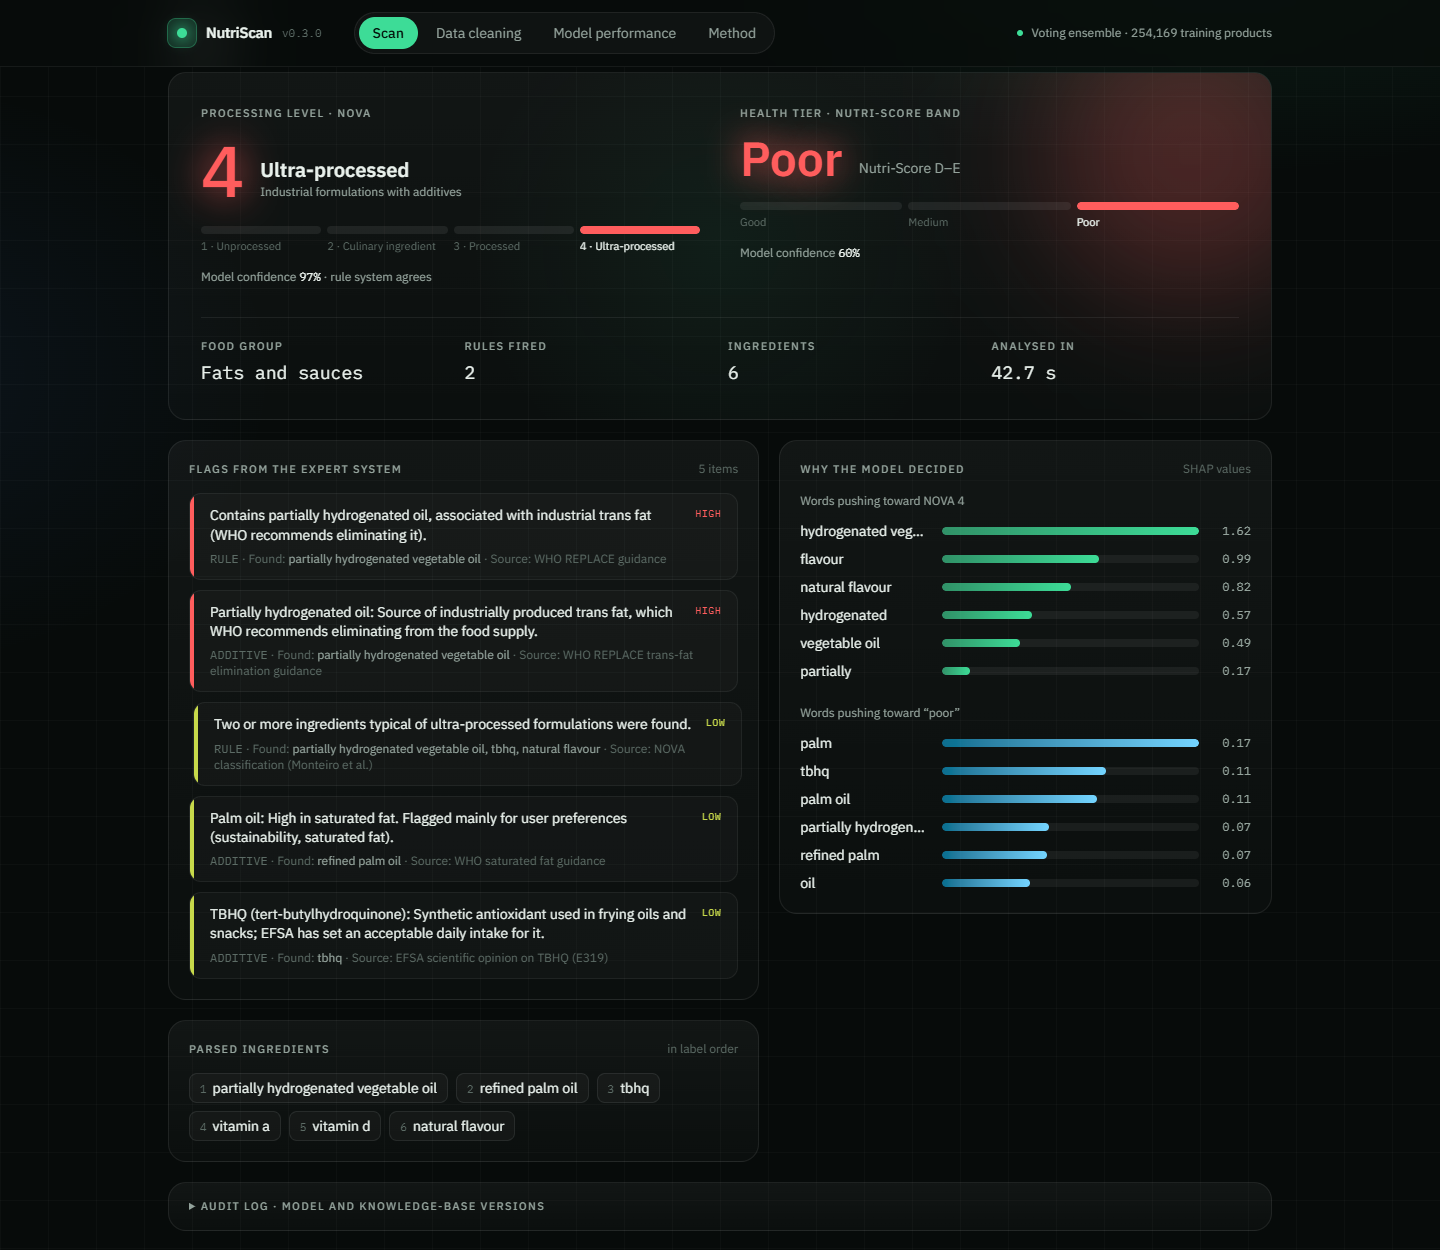 NutriScan v0.3.0 Scan Data cleaning Model performance Method Voting ensemble · 254,169 training products
PROCESSING LEVEL · NOVA
4 Ultra-processed
Industrial formulations with additives
1 · Unprocessed 2 · Culinary ingredient 3 · Processed 4 · Ultra-processed
Model confidence 97% · rule system agrees
HEALTH TIER · NUTRI-SCORE BAND
Poor Nutri-Score D–E
Good Medium Poor
Model confidence 60%
FOOD GROUP RULES FIRED INGREDIENTS ANALYSED IN
Fats and sauces 2 6 42.7 s
FLAGS FROM THE EXPERT SYSTEM 5 items
Contains partially hydrogenated oil, associated with industrial trans fat HIGH
(WHO recommends eliminating it).
RULE · Found: partially hydrogenated vegetable oil · Source: WHO REPLACE guidance
Partially hydrogenated oil: Source of industrially produced trans fat, which HIGH
WHO recommends eliminating from the food supply.
ADDITIVE · Found: partially hydrogenated vegetable oil · Source: WHO REPLACE trans-fat
elimination guidance
Two or more ingredients typical of ultra-processed formulations were found. LOW
RULE · Found: partially hydrogenated vegetable oil, tbhq, natural flavour · Source: NOVA
classification (Monteiro et al.)
Palm oil: High in saturated fat. Flagged mainly for user preferences LOW
(sustainability, saturated fat).
ADDITIVE · Found: refined palm oil · Source: WHO saturated fat guidance
TBHQ (tert-butylhydroquinone): Synthetic antioxidant used in frying oils and LOW
snacks; EFSA has set an acceptable daily intake for it.
ADDITIVE · Found: tbhq · Source: EFSA scientific opinion on TBHQ (E319)
WHY THE MODEL DECIDED SHAP values
Words pushing toward NOVA 4
hydrogenated veg... 1.62
flavour 0.99
natural flavour 0.82
hydrogenated 0.57
vegetable oil 0.49
partially 0.17
Words pushing toward “poor”
palm 0.17
tbhq 0.11
palm oil 0.11
partially hydrogen... 0.07
refined palm 0.07
oil 0.06
PARSED INGREDIENTS in label order
1 partially hydrogenated vegetable oil 2 refined palm oil 3 tbhq
4 vitamin a 5 vitamin d 6 natural flavour
AUDIT LOG · MODEL AND KNOWLEDGE-BASE VERSIONS